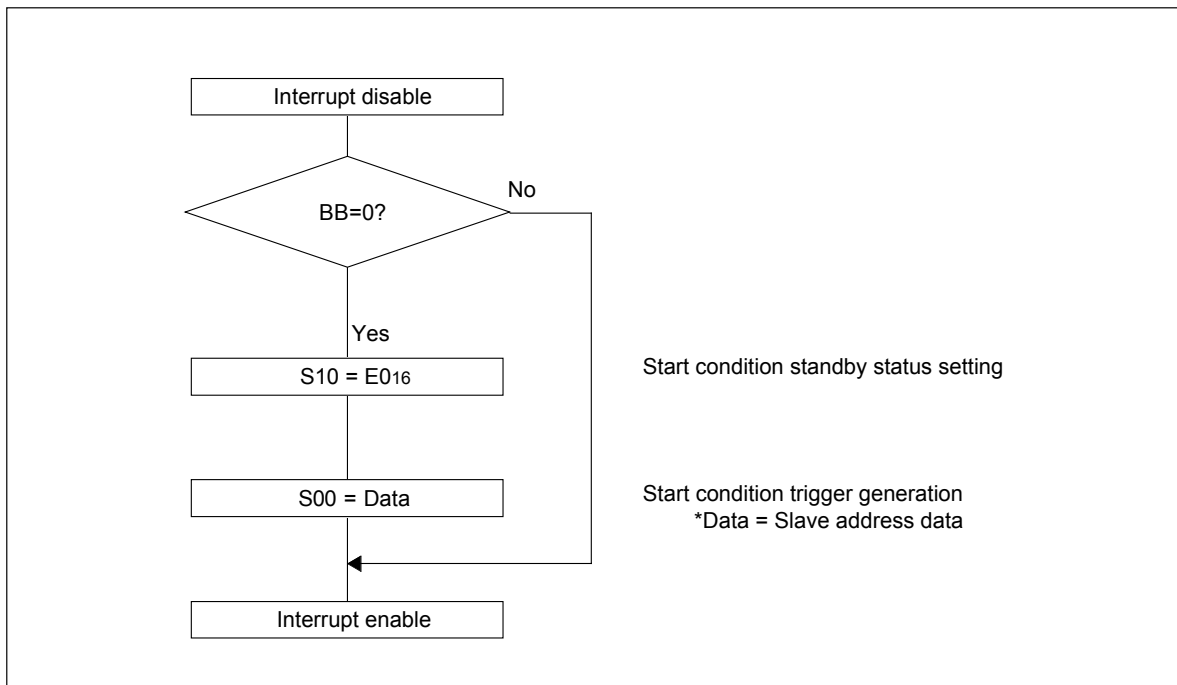 Interrupt disable
BB=0?
No
Yes
S10 = E016
Start condition standby status setting
S00 = Data
Start condition trigger generation
*Data = Slave address data
Interrupt enable